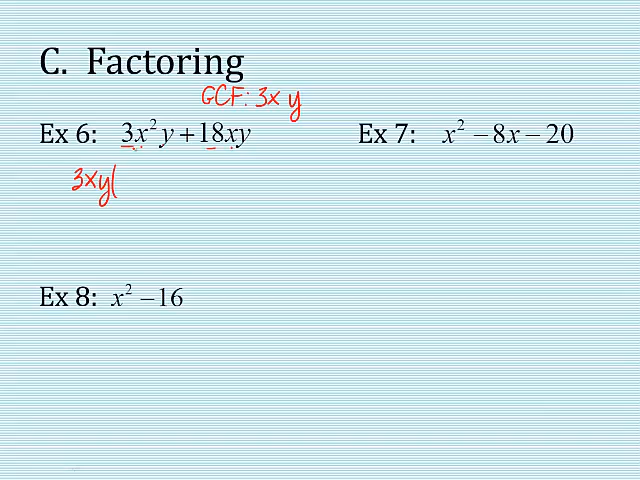 C. Factoring
GCF: 3x y
Ex 6: 3x²y + 18xy
Ex 7: x² − 8x − 20
3xy(
Ex 8: x² − 16